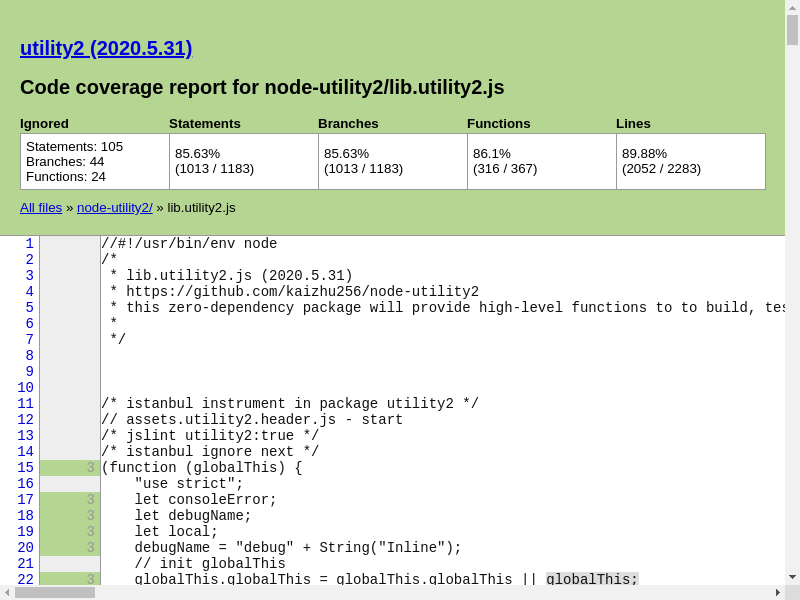 utility2 (2020.5.31)
Code coverage report for node-utility2/lib.utility2.js
Ignored Statements Branches Functions Lines
Statements: 105
Branches: 44
Functions: 24
85.63%
(1013 / 1183)
85.63%
(1013 / 1183)
86.1%
(316 / 367)
89.88%
(2052 / 2283)
All files » node-utility2/ » lib.utility2.js
1 //#!/usr/bin/env node
2 /*
3  * lib.utility2.js (2020.5.31)
4  * https://github.com/kaizhu256/node-utility2
5  * this zero-dependency package will provide high-level functions to to build, tes
6  *
7  */
8
9
10
11 /* istanbul instrument in package utility2 */
12 // assets.utility2.header.js - start
13 /* jslint utility2:true */
14 /* istanbul ignore next */
15 3 (function (globalThis) {
16     "use strict";
17 3     let consoleError;
18 3     let debugName;
19 3     let local;
20 3     debugName = "debug" + String("Inline");
21     // init globalThis
22 3     globalThis.globalThis = globalThis.globalThis || globalThis;